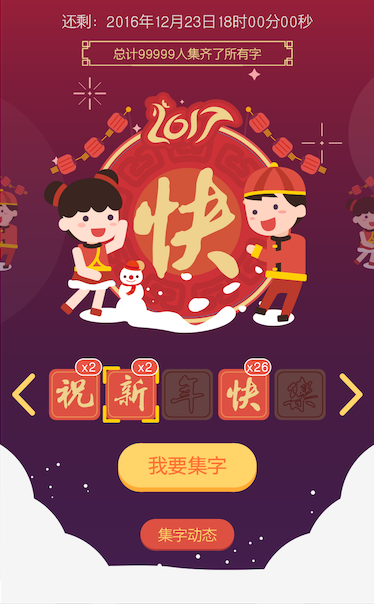 还剩：2016年12月23日18时00分00秒
总计99999人集齐了所有字
2017
快
x2 x2 x26
祝 新 年 快 樂
我要集字
集字动态